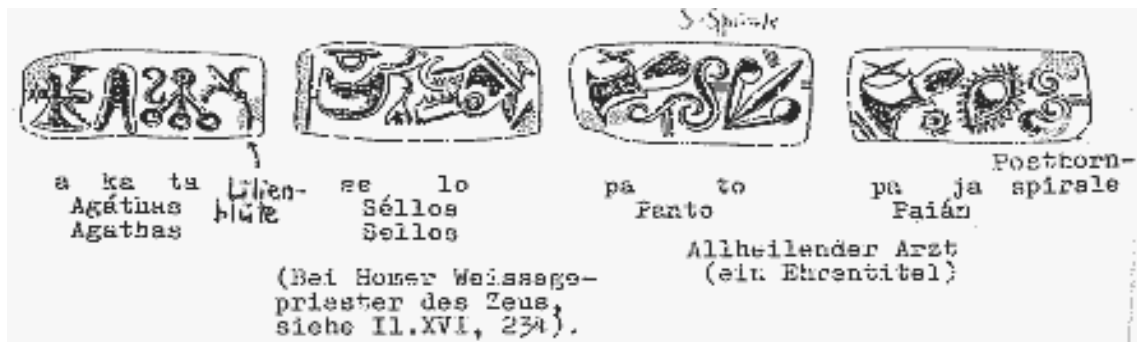 S-Spirale
Posthorn-
a ka ta Lilien- se lo pa to pa ja spirale
Agáthas blüte Séllos Panto Paián
Agathas Sellos
Allheilender Arzt
(ein Ehrentitel)
(Bei Homer Weissage-
priester des Zeus,
siehe Il.XVI, 234).